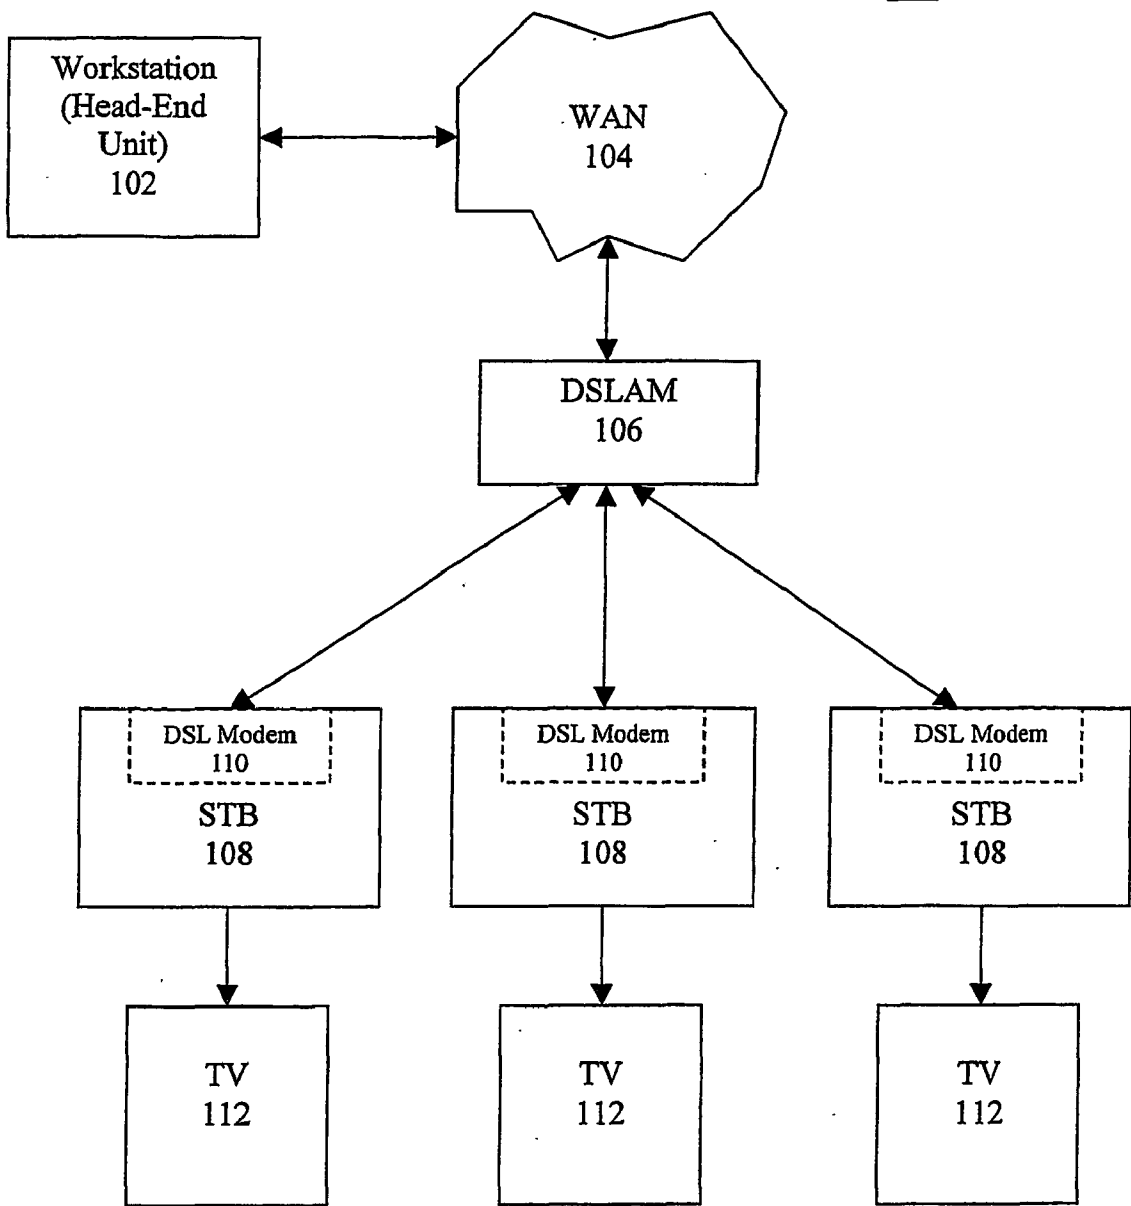 Workstation
(Head-End
Unit)
102
WAN
104
DSLAM
106
DSL Modem
110
STB
108
DSL Modem
110
STB
108
DSL Modem
110
STB
108
TV
112
TV
112
TV
112